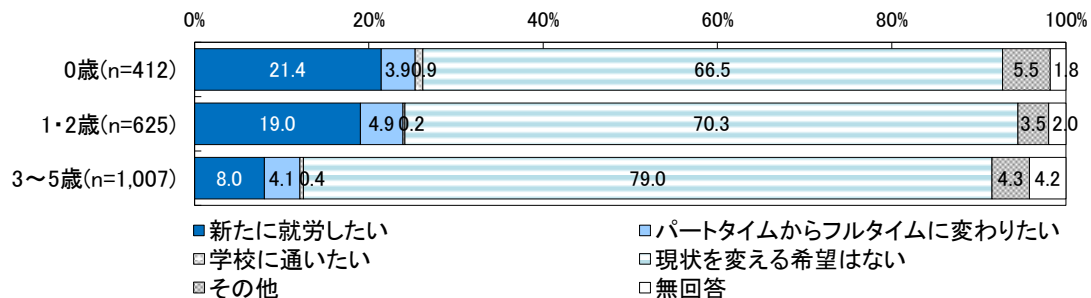 0% 20% 40% 60% 80% 100%
0歳(n=412) 21.4 3.9 0.9 66.5 5.5 1.8
1・2歳(n=625) 19.0 4.9 0.2 70.3 3.5 2.0
3～5歳(n=1,007) 8.0 4.1 0.4 79.0 4.3 4.2
新たに就労したい パートタイムからフルタイムに変わりたい
学校に通いたい 現状を変える希望はない
その他 無回答